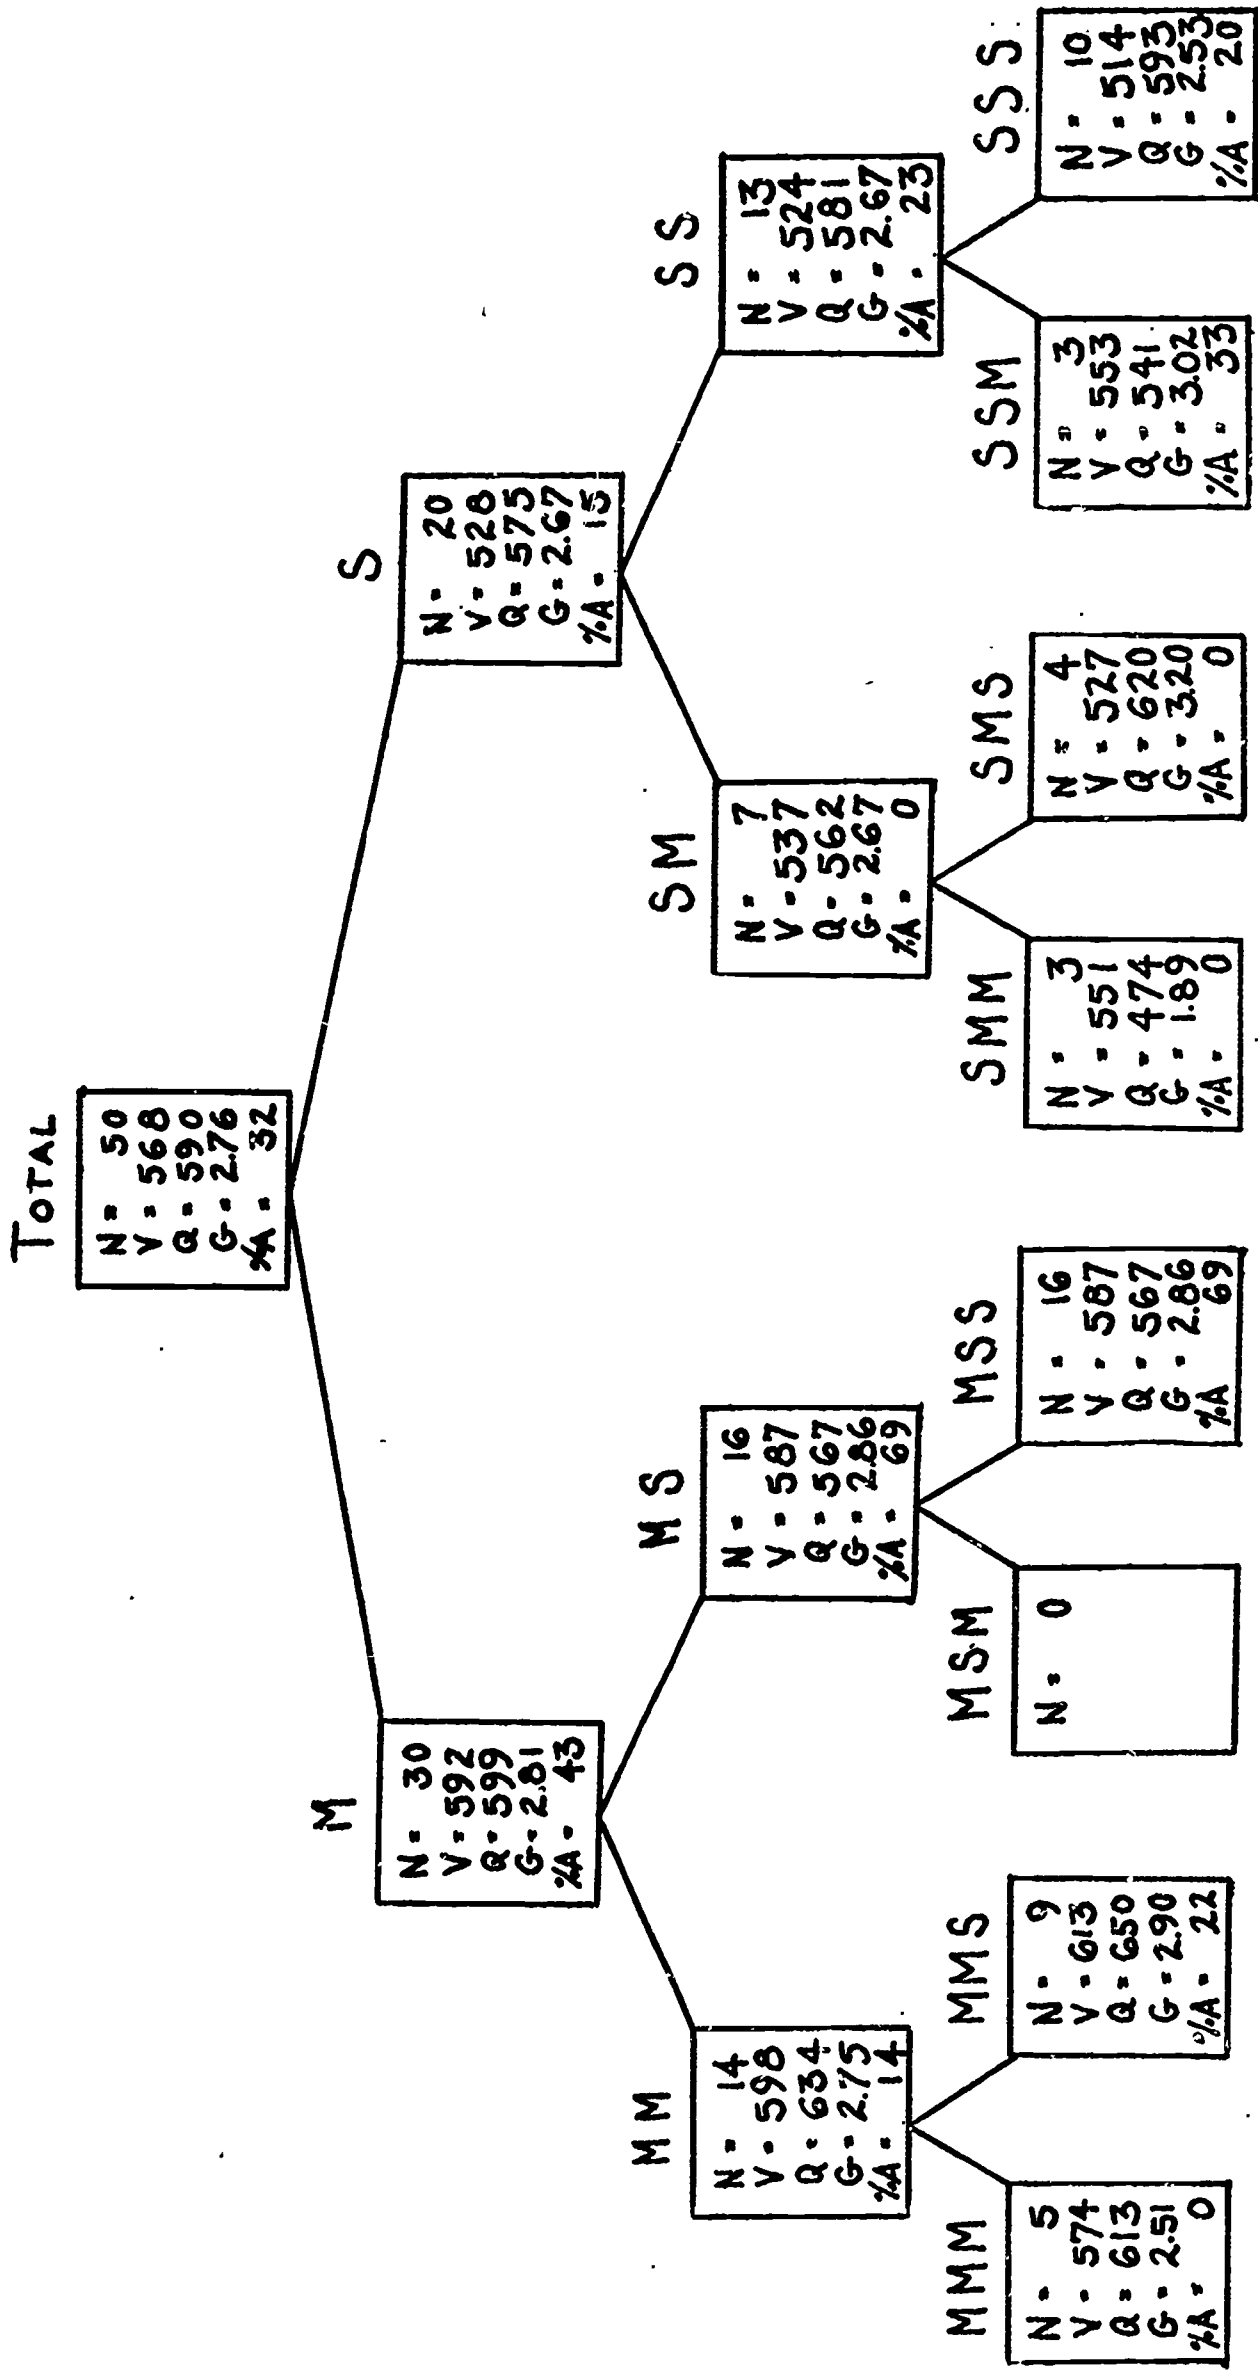 TOTAL
N = 50
V = 568
Q = 590
G = 2.76
%A = 32
M
N = 30
V = 592
Q = 599
G = 2.81
%A = 43
S
N = 20
V = 528
Q = 575
G = 2.67
%A = 15
MM
N = 14
V = 598
Q = 634
G = 2.75
%A = 14
MS
N = 16
V = 587
Q = 567
G = 2.86
%A = 69
SM
N = 7
V = 537
Q = 562
G = 2.67
%A = 0
SS
N = 13
V = 524
Q = 581
G = 2.67
%A = 23
MMM
N = 5
V = 574
Q = 613
G = 2.51
%A = 0
MMS
N = 9
V = 613
Q = 650
G = 2.90
%A = 22
MSM
N = 0
MSS
N = 16
V = 587
Q = 567
G = 2.86
%A 69
SMM
N = 3
V = 551
Q = 474
G = 1.89
%A = 0
SMS
N = 4
V = 527
Q = 620
G = 3.20
%A = 0
SSM
N = 3
V = 553
Q = 541
G = 3.02
%A = 33
SSS
N = 10
V = 514
Q = 593
G = 2.53
%A = 20